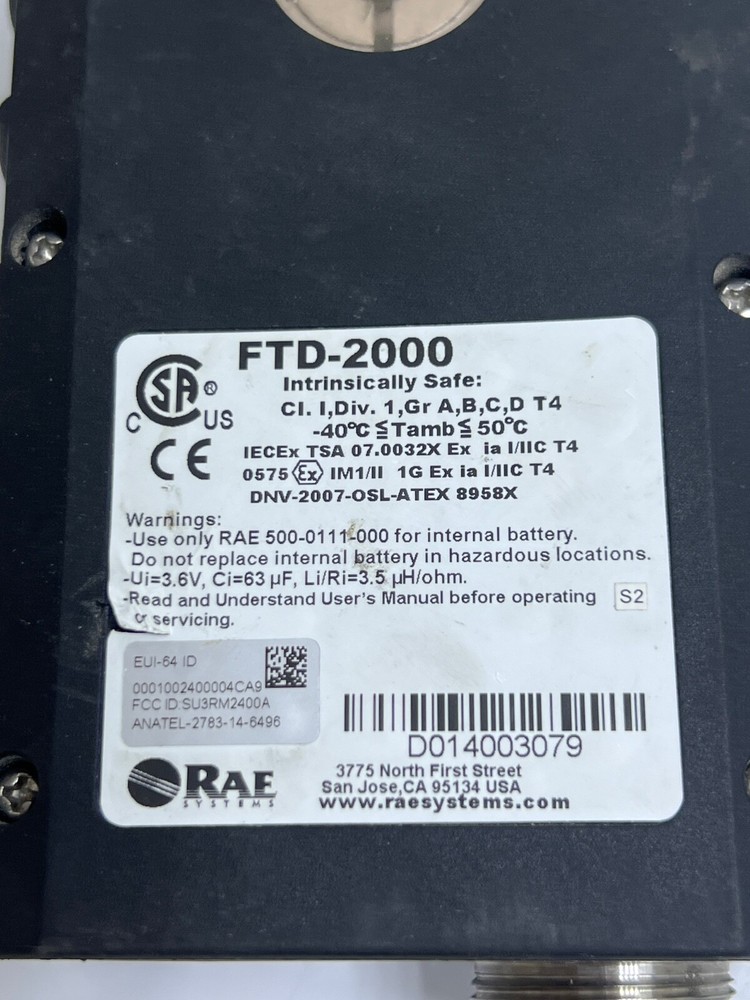 FTD-2000
Intrinsically Safe:
Cl. I,Div. 1,Gr A,B,C,D T4
-40°C ≦Tamb≦ 50°C
SA ®
C US
CE
IECEx TSA 07.0032X Ex ia I/IIC T4
0575 Ex IM1/II 1G Ex ia I/IIC T4
DNV-2007-OSL-ATEX 8958X
Warnings:
-Use only RAE 500-0111-000 for internal battery.
Do not replace internal battery in hazardous locations.
-Ui=3.6V, Ci=63 µF, Li/Ri=3.5 µH/ohm.
-Read and Understand User's Manual before operating S2
or servicing.
EUI-64 ID
0001002400004CA9
FCC ID:SU3RM2400A
ANATEL-2783-14-6496
D014003079
RAE
SYSTEMS
3775 North First Street
San Jose,CA 95134 USA
www.raesystems.com